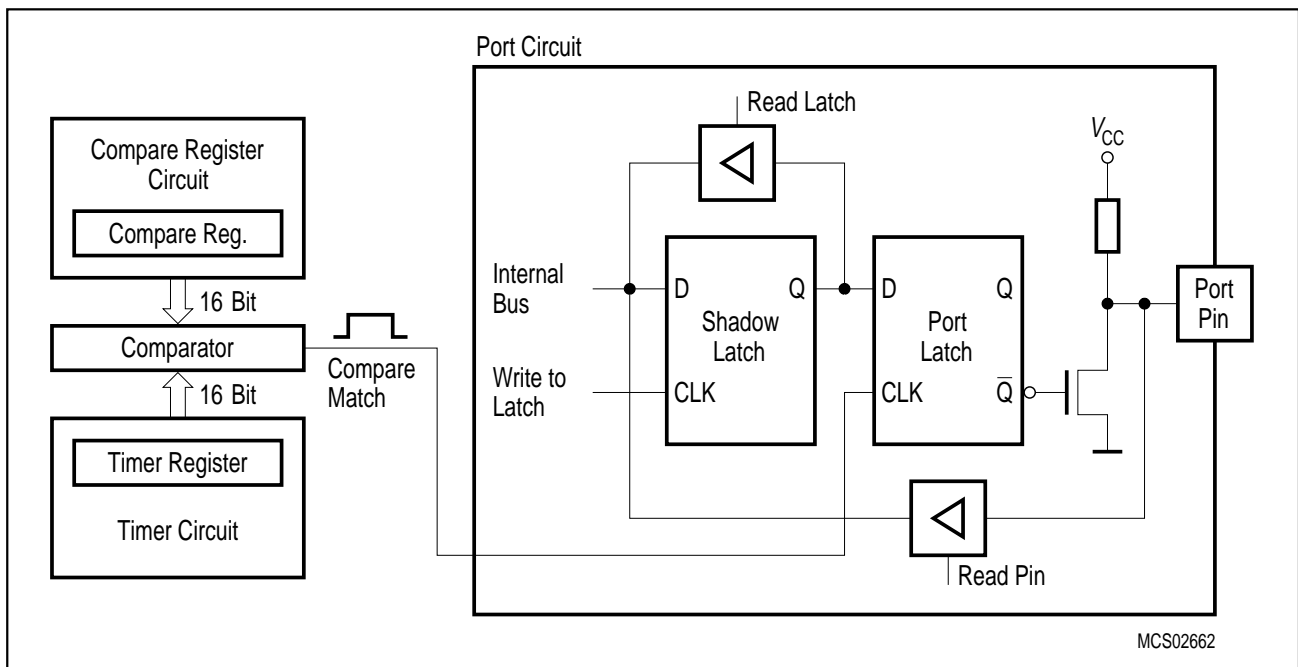 Port Circuit
Read Latch
Compare Register
Circuit
Compare Reg.
16 Bit
Comparator
16 Bit
Timer Register
Timer Circuit
Compare
Match
Internal
Bus
Write to
Latch
D
Q
Shadow
Latch
CLK
D
Q
Port
Latch
CLK
Q̅
VCC
Port
Pin
Read Pin
MCS02662